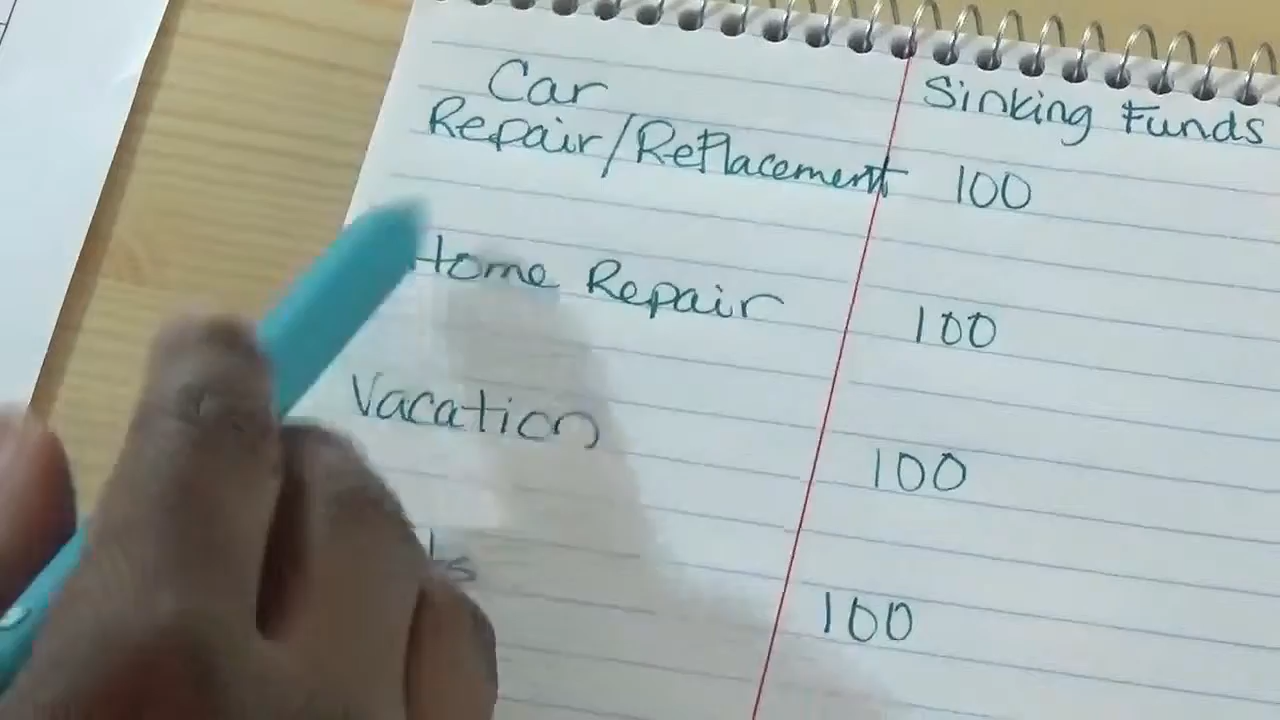 Car
Sinking Funds
Repair/Replacement 100
Home Repair
100
Vacation
100
100